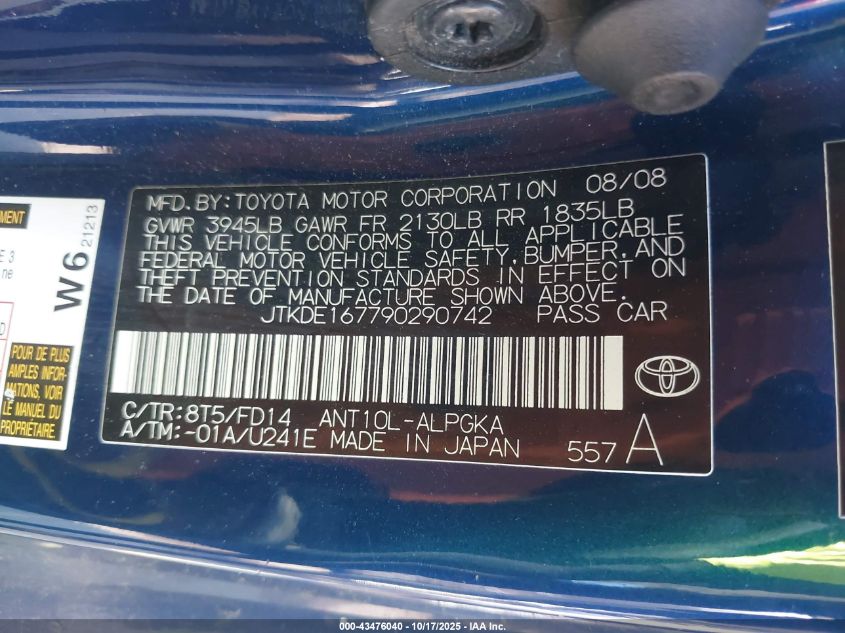 MFD. BY: TOYOTA MOTOR CORPORATION 08/08
GVWR 3945LB GAWR FR 2130LB RR 1835LB
THIS VEHICLE CONFORMS TO ALL APPLICABLE
FEDERAL MOTOR VEHICLE SAFETY, BUMPER, AND
THEFT PREVENTION STANDARDS IN EFFECT ON
THE DATE OF MANUFACTURE SHOWN ABOVE.
JTKDE167790290742 PASS CAR
C/TR: 8T5/FD14 ANT10L-ALPGKA
A/TM: -01A/U241E MADE IN JAPAN
557 A
W6 21213
POUR DE PLUS
AMPLES INFOR-
MATIONS, LIRE
LE MANUEL DU
PROPRIÉTAIRE.
000-43476040 - 10/17/2025 - IAA Inc.